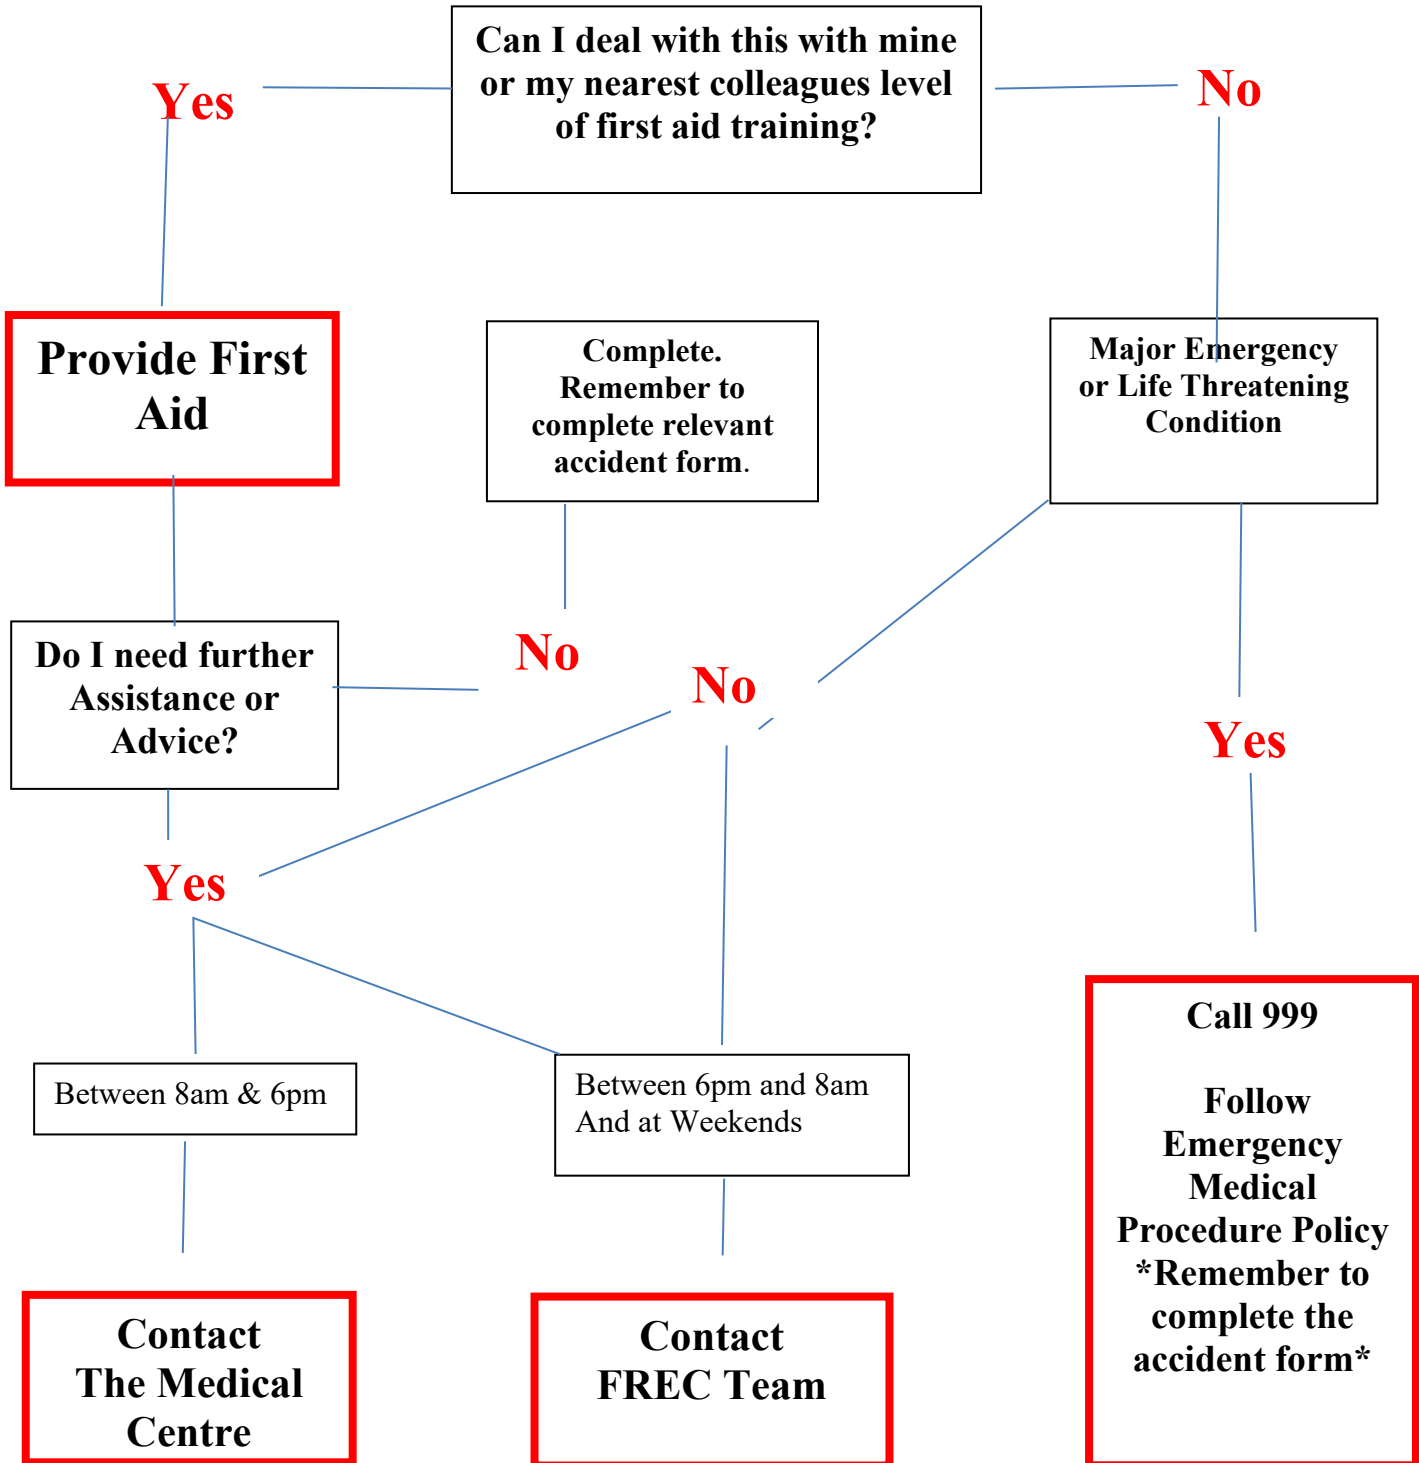 Can I deal with this with mine
or my nearest colleagues level
of first aid training?
Yes
No
Provide First
Aid
Complete.
Remember to
complete relevant
accident form.
Major Emergency
or Life Threatening
Condition
Do I need further
Assistance or
Advice?
No
No
Yes
Yes
Between 8am & 6pm
Between 6pm and 8am
And at Weekends
Call 999
Follow
Emergency
Medical
Procedure Policy
*Remember to
complete the
accident form*
Contact
The Medical
Centre
Contact
FREC Team